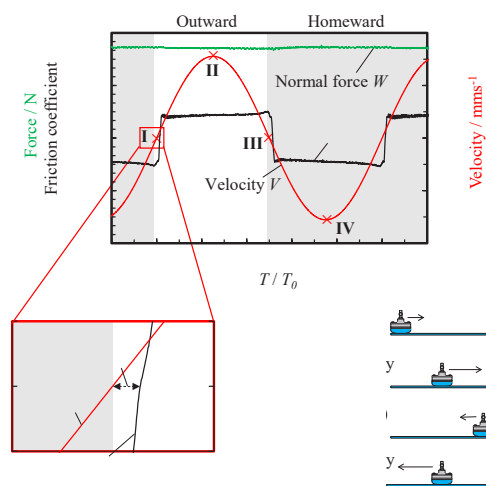 Outward Homeward
Force / N
Friction coefficient
Velocity / mms⁻¹
II
Normal force W
I
III
Velocity V
IV
T / T₀
y
y